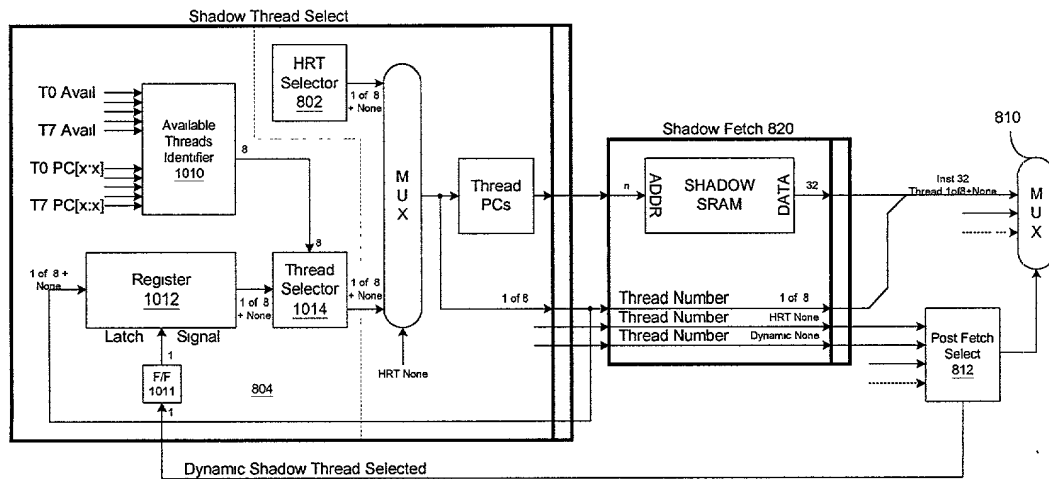 Shadow Thread Select
HRT
Selector
802
1 of 8
+ None
T0 Avail
T7 Avail
T0 PC[x:x]
T7 PC[x:x]
Available
Threads
Identifier
1010
8
8
MUX
Thread
PCs
Shadow Fetch 820
n
ADDR
SHADOW
SRAM
DATA
32
810
Inst 32
Thread 1of8+None
MUX
1 of 8 +
None
Register
1012
Latch Signal
1 of 8
+ None
Thread
Selector
1014
1 of 8
+ None
1 of 8
Thread Number 1 of 8
Thread Number HRT None
Thread Number Dynamic None
Post Fetch
Select
812
1
F/F
1011
1
804
HRT None
Dynamic Shadow Thread Selected